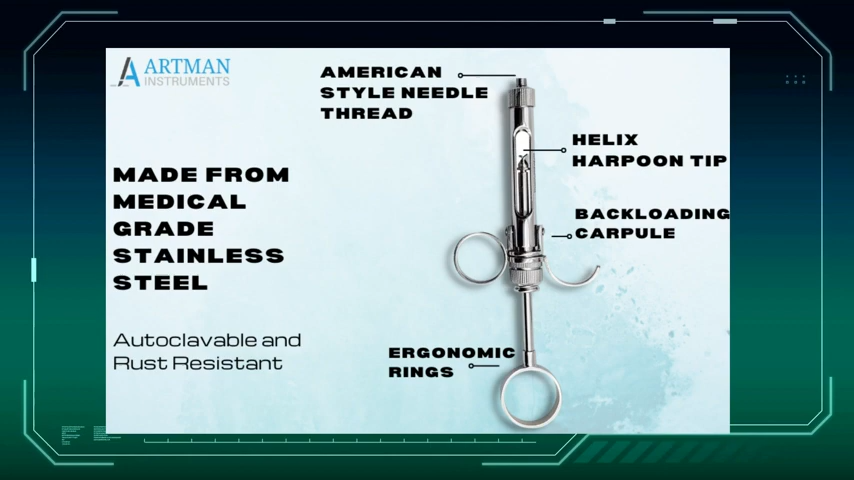 ARTMAN
INSTRUMENTS
AMERICAN
STYLE NEEDLE
THREAD
HELIX
HARPOON TIP
MADE FROM
MEDICAL
GRADE
STAINLESS
STEEL
BACKLOADING
CARPULE
Autoclavable and
Rust Resistant
ERGONOMIC
RINGS